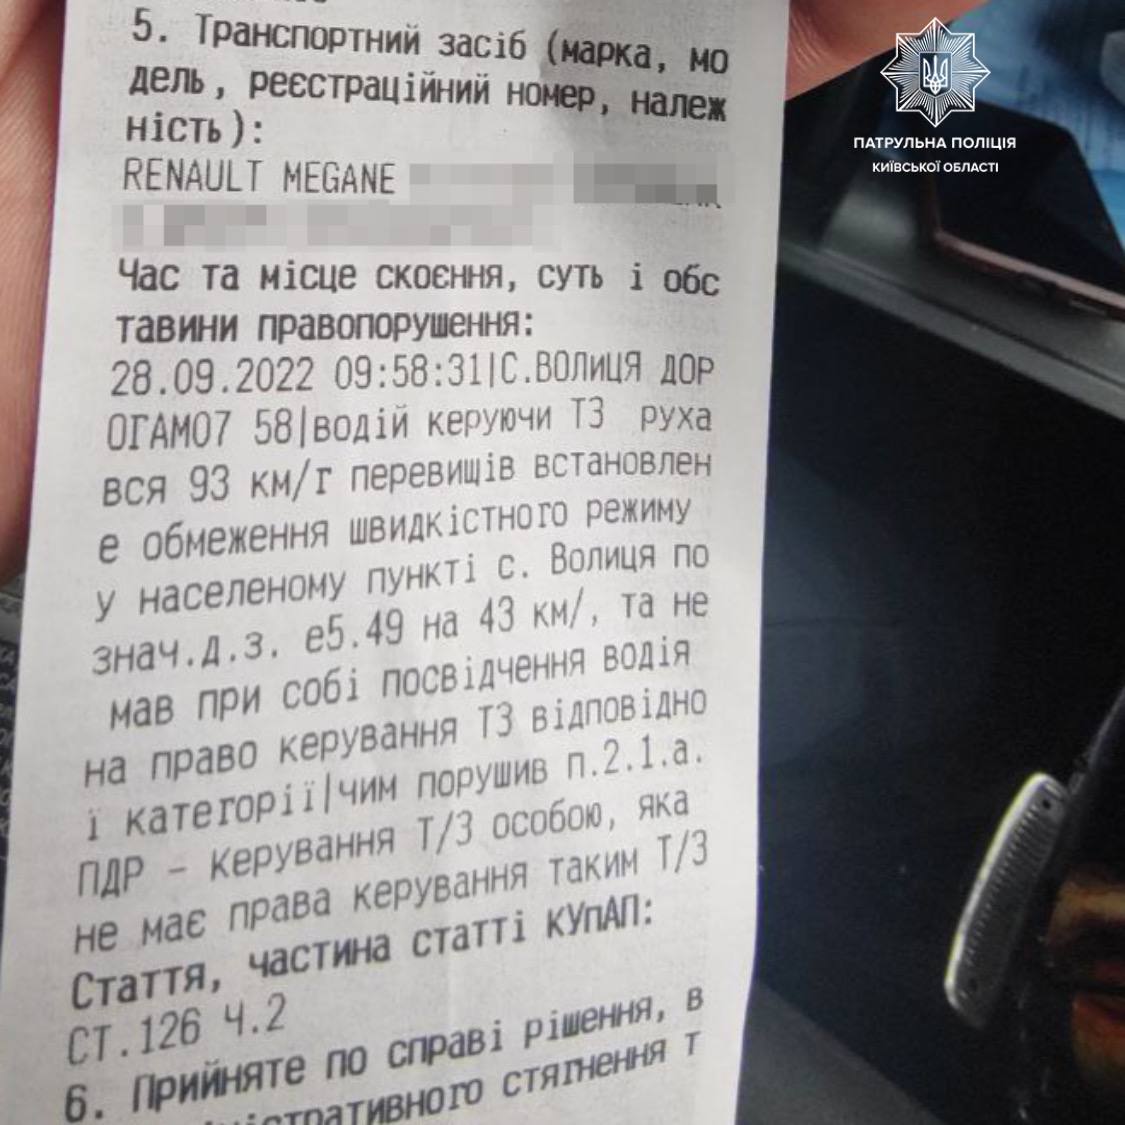 5. Транспортний засіб (марка, мо
дель, реєстраційний номер, належ
ність):
RENAULT MEGANE
Час та місце скоєння, суть і обс
тавини правопорушення:
28.09.2022 09:58:31|С.ВОЛИЦЯ ДОР
ОГАМ07 58|водій керуючи ТЗ руха
вся 93 км/г перевищів встановлен
е обмеження швидкістного режиму
у населеному пункті с. Волиця по
знач.д.з. е5.49 на 43 км/, та не
мав при собі посвідчення водія
на право керування ТЗ відповідно
ї категорії|чим порушив п.2.1.а.
ПДР - Керування Т/З особою, яка
не має права керування таким Т/З
Стаття, частина статті КУпАП:
СТ.126 Ч.2
6. Прийняте по справі рішення, в
стягнення т
ПАТРУЛЬНА ПОЛІЦІЯ
КИЇВСЬКОЇ ОБЛАСТІ